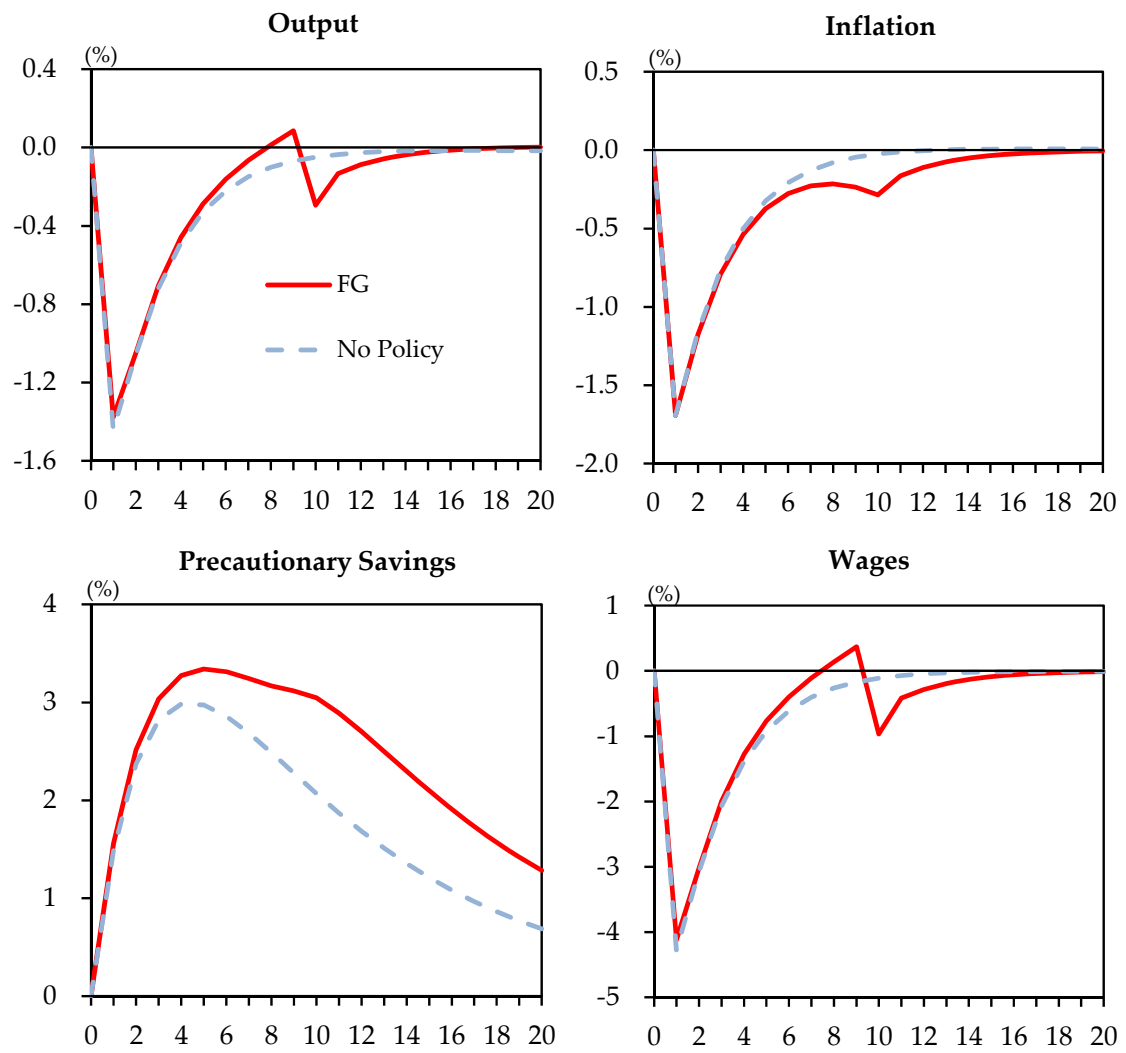 Output
(%)
0.4
0.0
-0.4
-0.8
-1.2
-1.6
FG
No Policy
0 2 4 6 8 10 12 14 16 18 20
Inflation
(%)
0.5
0.0
-0.5
-1.0
-1.5
-2.0
0 2 4 6 8 10 12 14 16 18 20
Precautionary Savings
(%)
4
3
2
1
0
0 2 4 6 8 10 12 14 16 18 20
Wages
(%)
1
0
-1
-2
-3
-4
-5
0 2 4 6 8 10 12 14 16 18 20